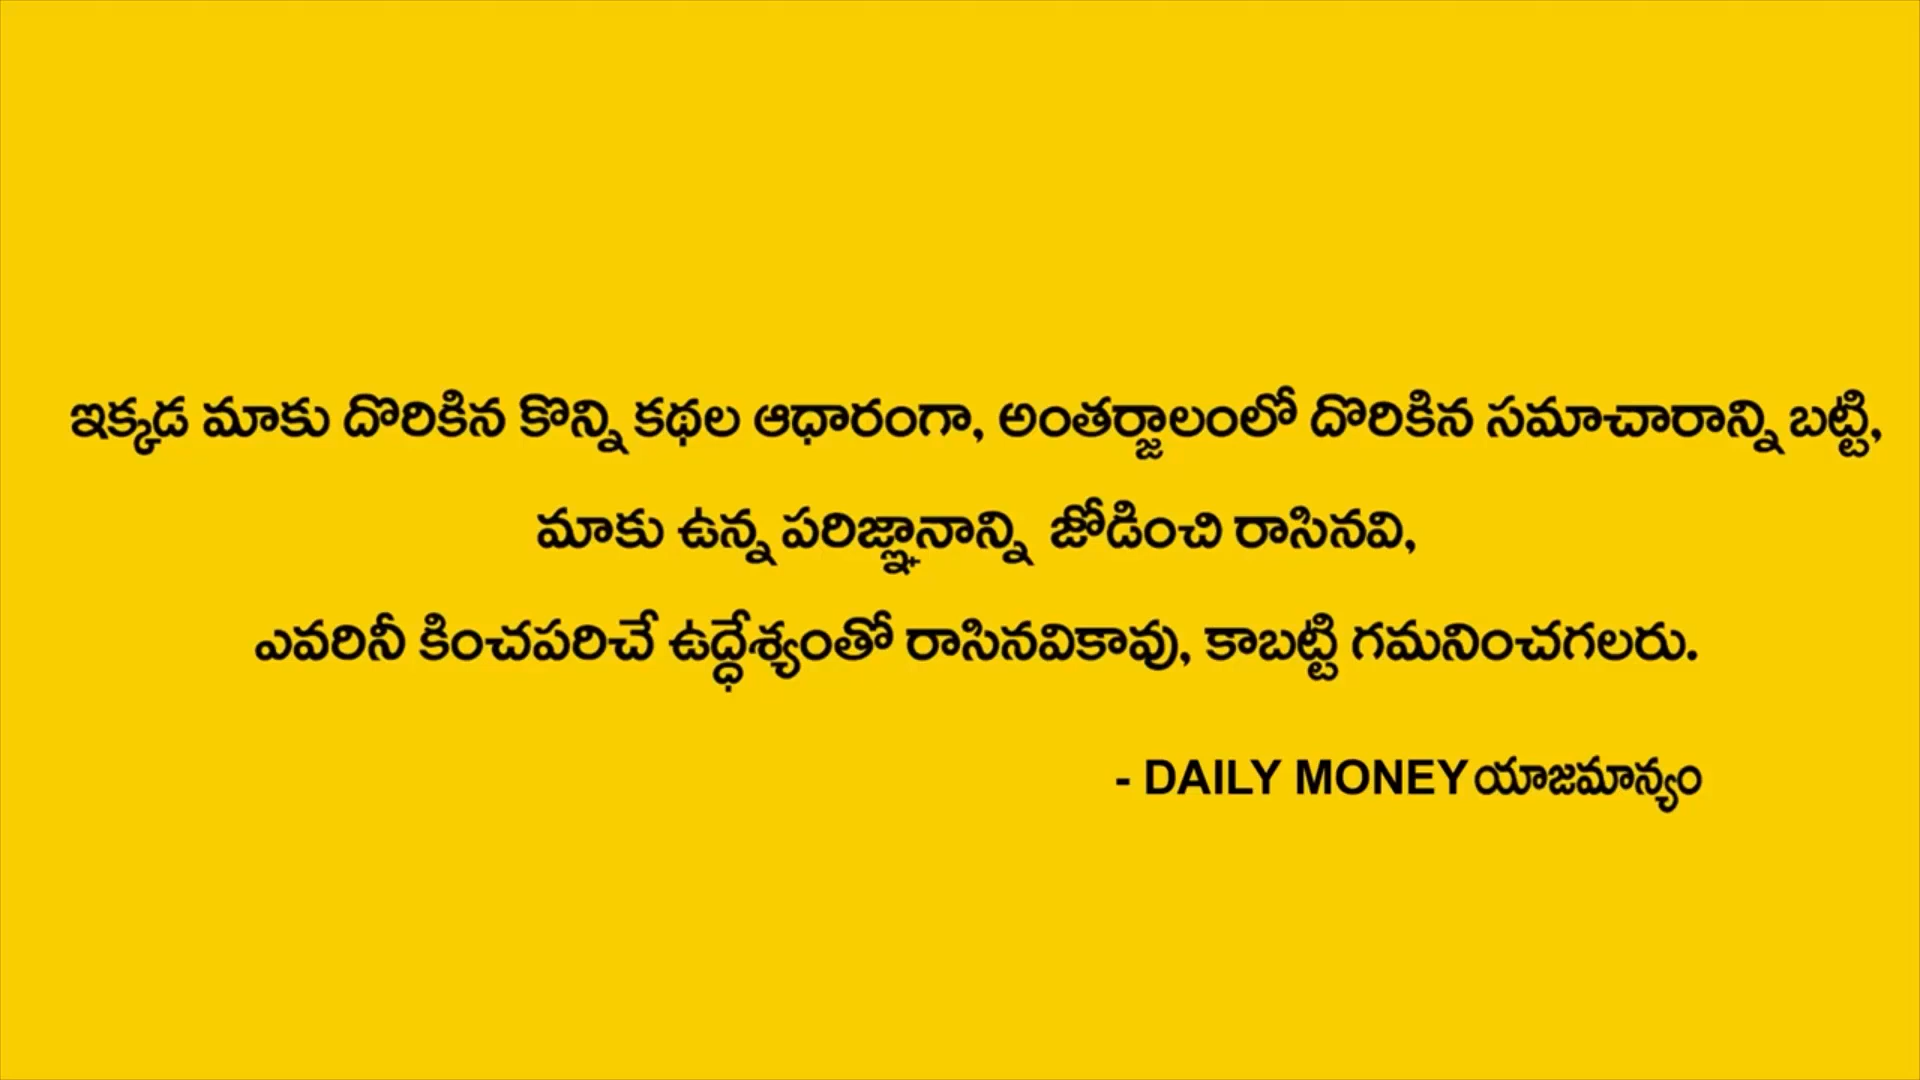 ఇక్కడ మాకు దొరికిన కొన్ని కథల ఆధారంగా, అంతర్జాలంలో దొరికిన సమాచారాన్ని బట్టి,
మాకు ఉన్న పరిజ్ఞానాన్ని జోడించి రాసినవి,
ఎవరినీ కించపరిచే ఉద్ధేశ్యంతో రాసినవికావు, కాబట్టి గమనించగలరు.
- DAILY MONEY యాజమాన్యం